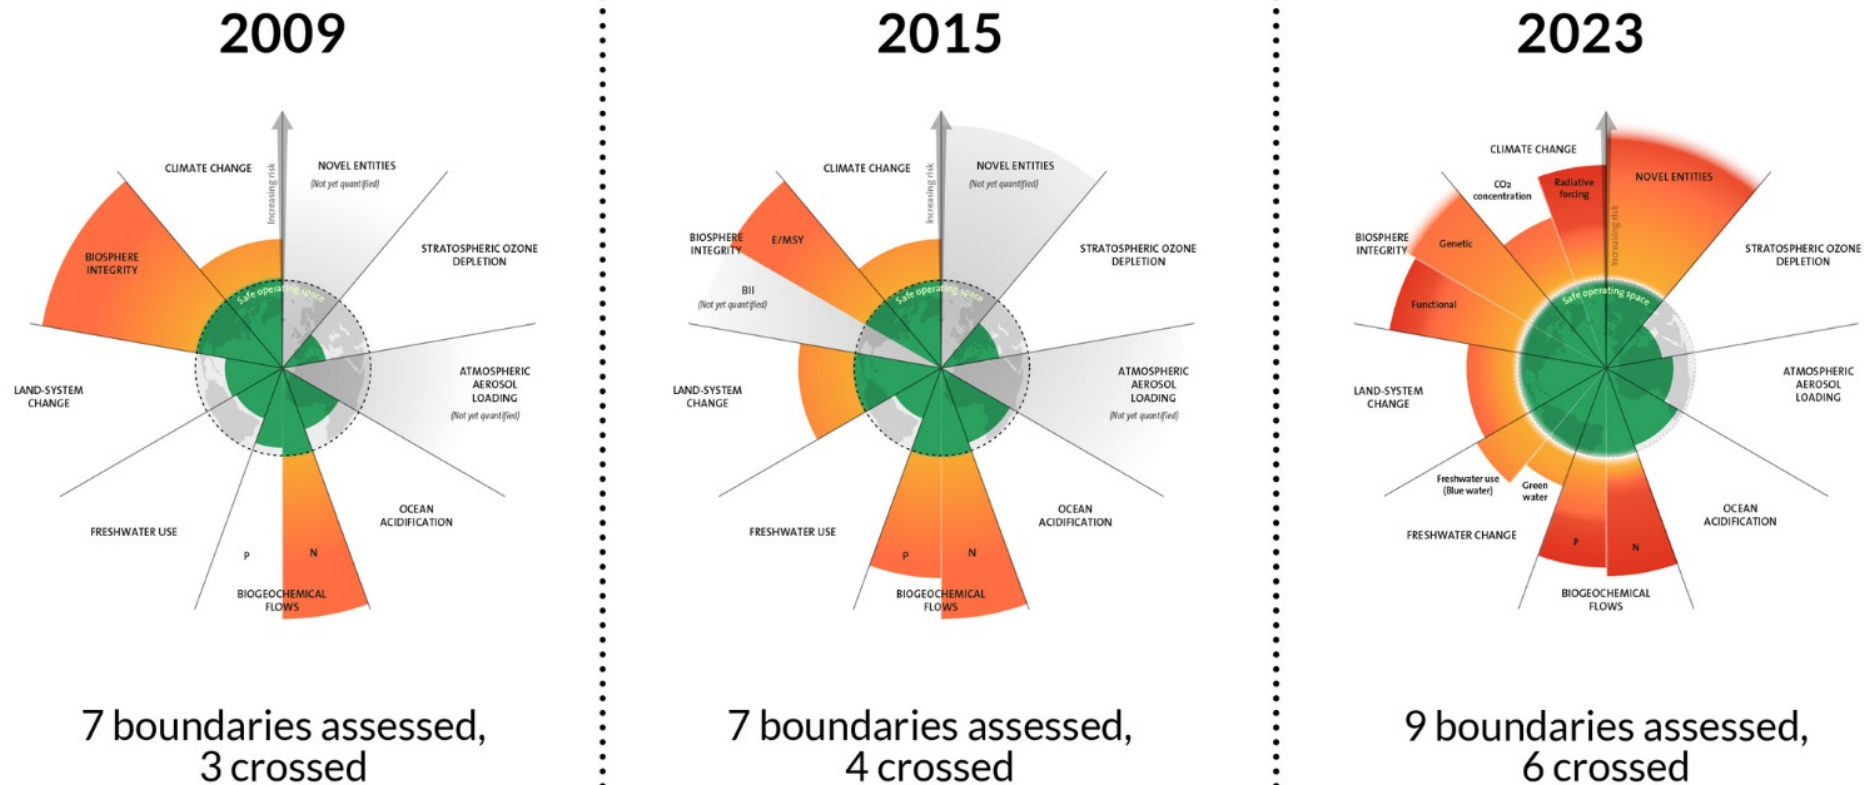 2009
CLIMATE CHANGE
Increasing risk
NOVEL ENTITIES
(Not yet quantified)
BIOSPHERE
INTEGRITY
STRATOSPHERIC OZONE
DEPLETION
Safe operating space
LAND-SYSTEM
CHANGE
ATMOSPHERIC
AEROSOL
LOADING
(Not yet quantified)
FRESHWATER USE
OCEAN
ACIDIFICATION
P
N
BIOGEOCHEMICAL
FLOWS
7 boundaries assessed,
3 crossed
2015
CLIMATE CHANGE
Increasing risk
NOVEL ENTITIES
(Not yet quantified)
BIOSPHERE
INTEGRITY
E/MSY
STRATOSPHERIC OZONE
DEPLETION
BII
(Not yet quantified)
Safe operating space
LAND-SYSTEM
CHANGE
ATMOSPHERIC
AEROSOL
LOADING
(Not yet quantified)
FRESHWATER USE
OCEAN
ACIDIFICATION
P
N
BIOGEOCHEMICAL
FLOWS
7 boundaries assessed,
4 crossed
2023
CLIMATE CHANGE
CO2
concentration
Radiative
forcing
Increasing risk
NOVEL ENTITIES
BIOSPHERE
INTEGRITY
Genetic
Functional
STRATOSPHERIC OZONE
DEPLETION
Safe operating space
LAND-SYSTEM
CHANGE
ATMOSPHERIC
AEROSOL
LOADING
Freshwater use
(Blue water)
Green
water
FRESHWATER CHANGE
OCEAN
ACIDIFICATION
P
N
BIOGEOCHEMICAL
FLOWS
9 boundaries assessed,
6 crossed